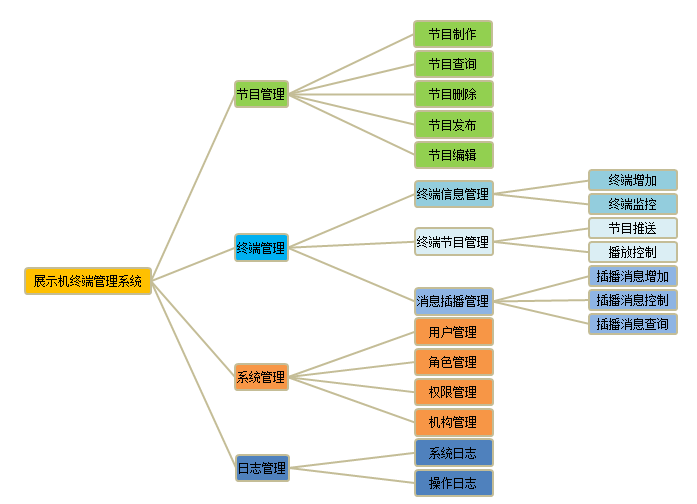 展示机终端管理系统
节目管理
节目制作
节目查询
节目删除
节目发布
节目编辑
终端管理
终端信息管理
终端增加
终端监控
终端节目管理
节目推送
播放控制
消息插播管理
插播消息增加
插播消息控制
插播消息查询
系统管理
用户管理
角色管理
权限管理
机构管理
日志管理
系统日志
操作日志